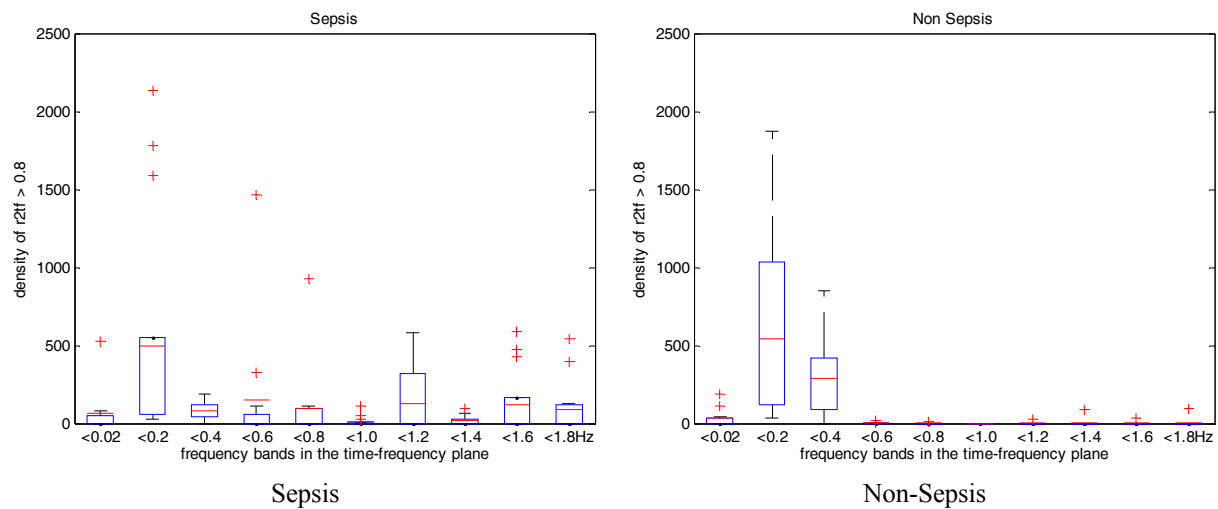 Sepsis
2500
2000
1500
1000
500
0
density of r2tf > 0.8
<0.02 <0.2 <0.4 <0.6 <0.8 <1.0 <1.2 <1.4 <1.6 <1.8Hz
frequency bands in the time-frequency plane
Sepsis
Non Sepsis
2500
2000
1500
1000
500
0
density of r2tf > 0.8
<0.02 <0.2 <0.4 <0.6 <0.8 <1.0 <1.2 <1.4 <1.6 <1.8Hz
frequency bands in the time-frequency plane
Non-Sepsis